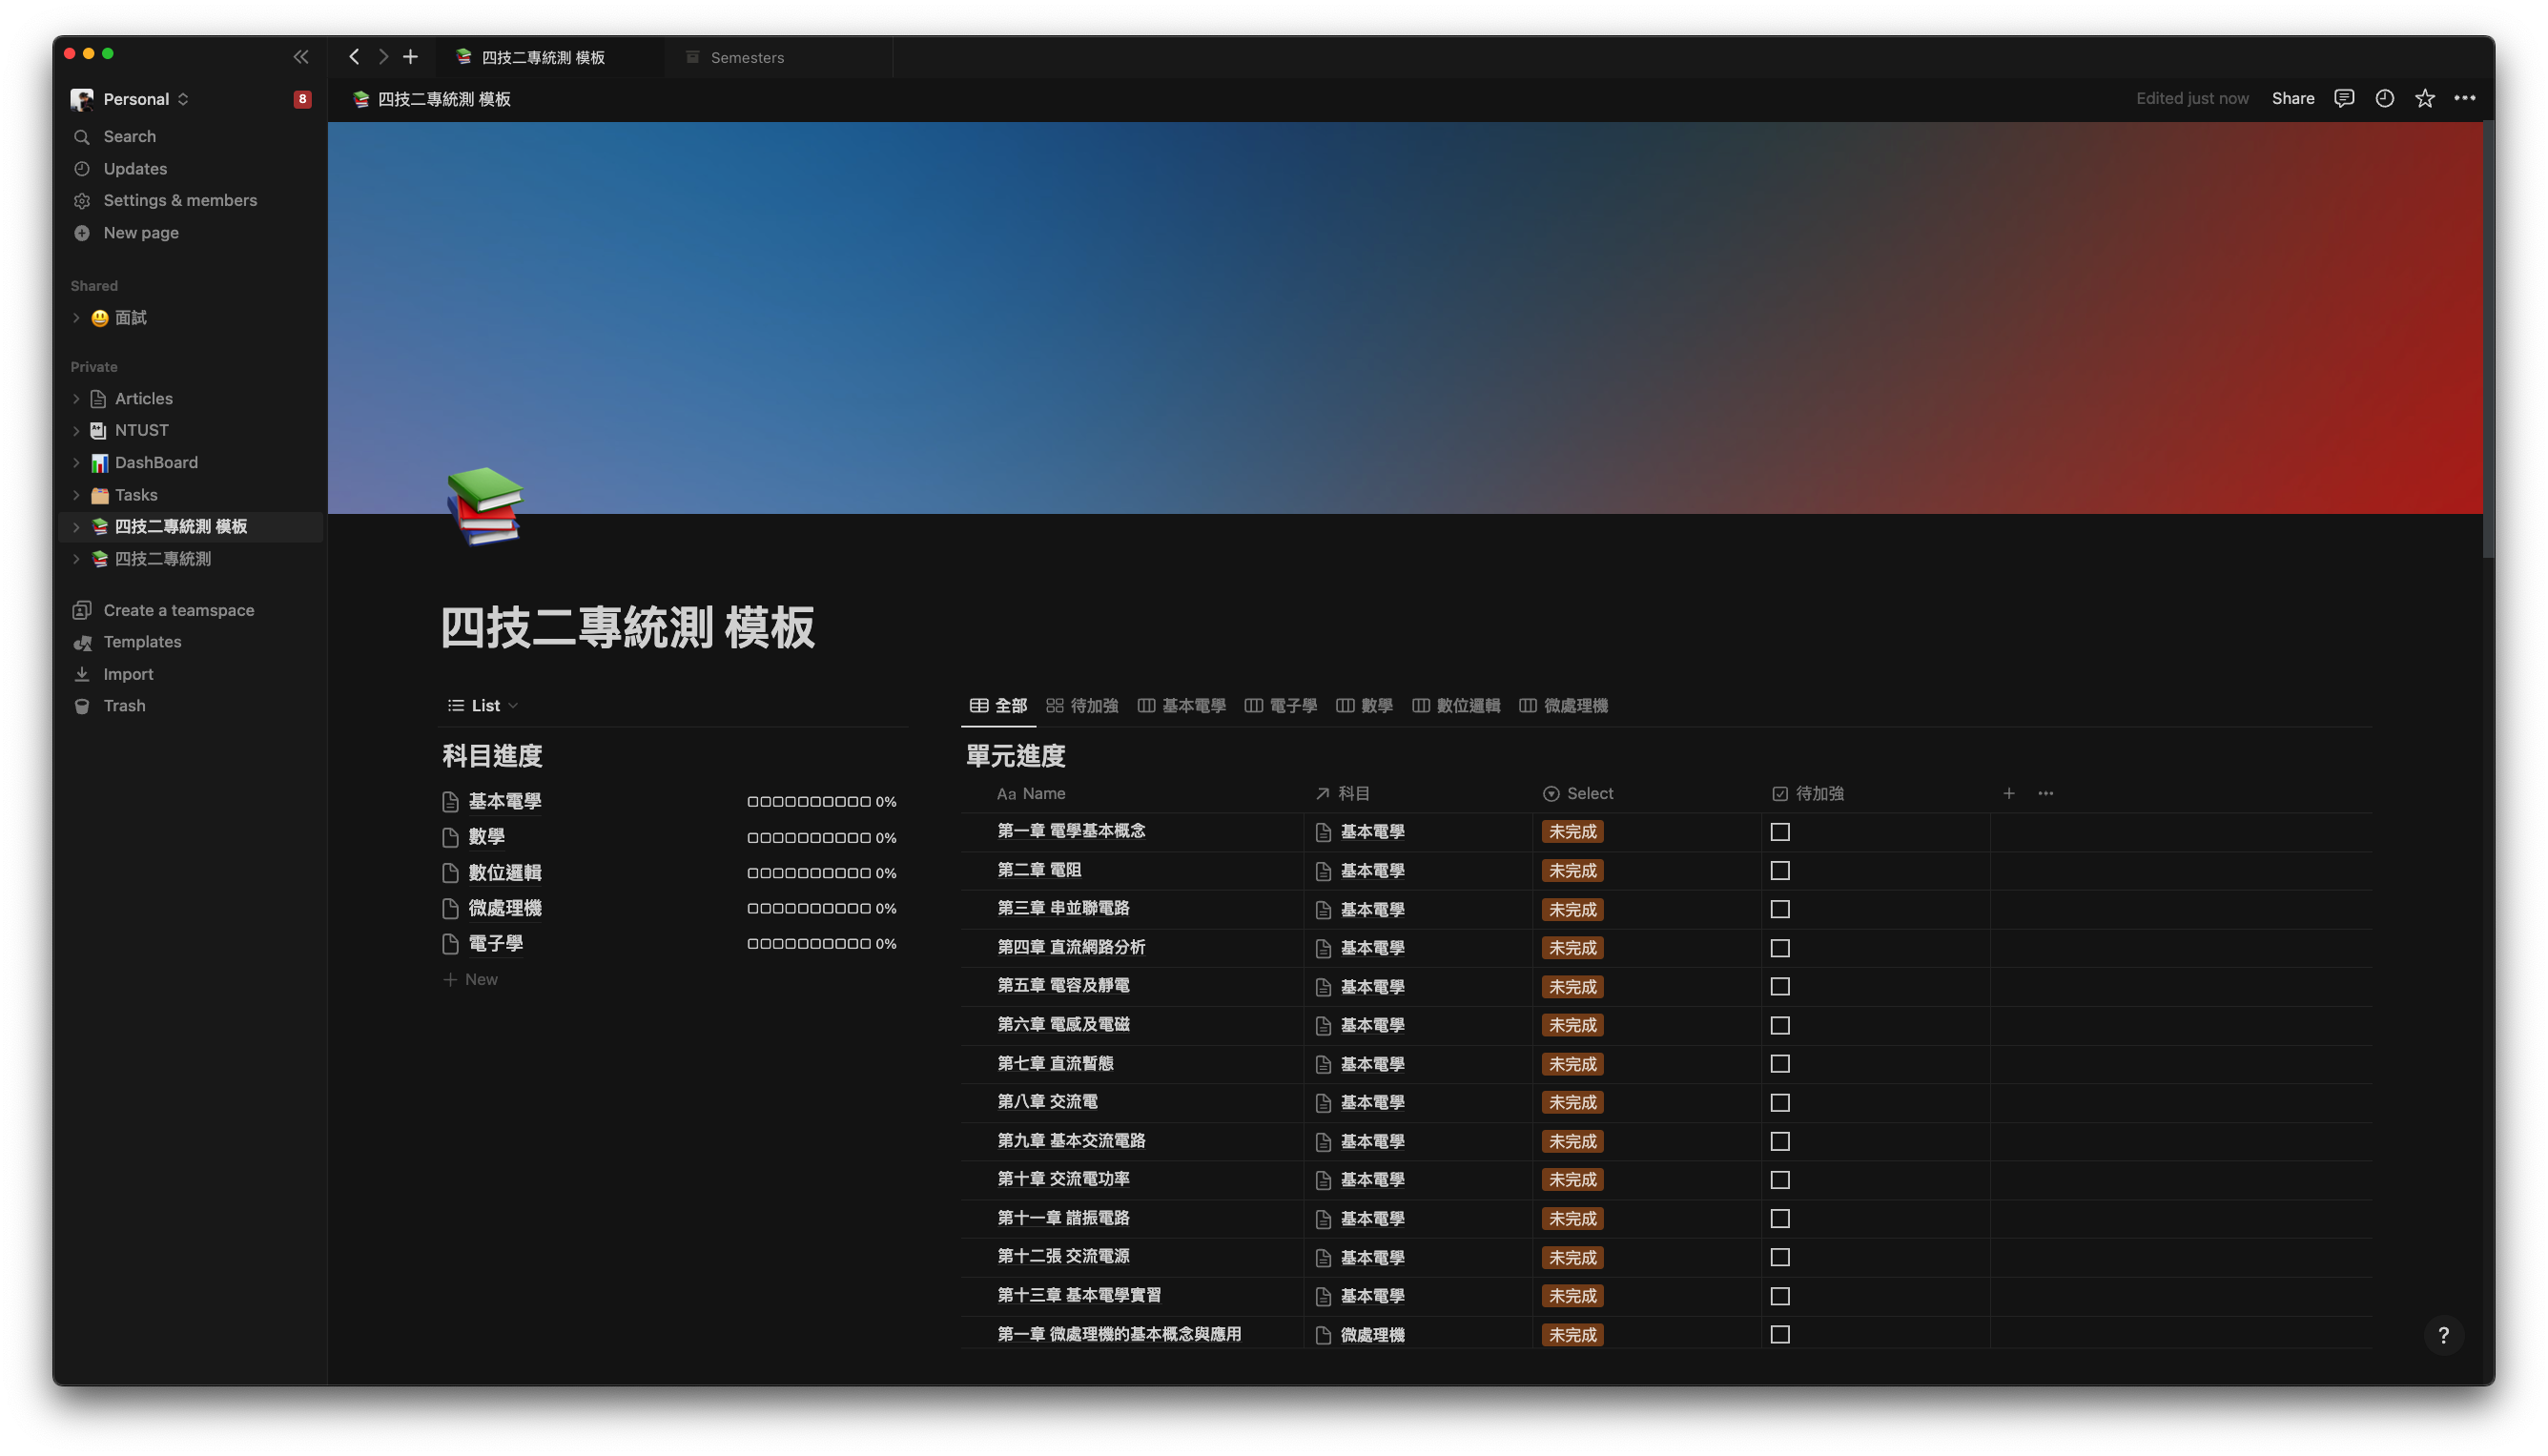 四技二專統測 模板
Semesters
Personal
8
四技二專統測 模板
Edited just now
Share
Search
Updates
Settings & members
New page
Shared
面試
Private
Articles
NTUST
DashBoard
Tasks
四技二專統測 模板
四技二專統測
Create a teamspace
Templates
Import
Trash
四技二專統測 模板
List
科目進度
基本電學 0%
數學 0%
數位邏輯 0%
微處理機 0%
電子學 0%
New
全部 待加強 基本電學 電子學 數學 數位邏輯 微處理機
單元進度
Aa Name 科目 Select 待加強
第一章 電學基本概念 基本電學 未完成
第二章 電阻 基本電學 未完成
第三章 串並聯電路 基本電學 未完成
第四章 直流網路分析 基本電學 未完成
第五章 電容及靜電 基本電學 未完成
第六章 電感及電磁 基本電學 未完成
第七章 直流暫態 基本電學 未完成
第八章 交流電 基本電學 未完成
第九章 基本交流電路 基本電學 未完成
第十章 交流電功率 基本電學 未完成
第十一章 諧振電路 基本電學 未完成
第十二張 交流電源 基本電學 未完成
第十三章 基本電學實習 基本電學 未完成
第一章 微處理機的基本概念與應用 微處理機 未完成
?